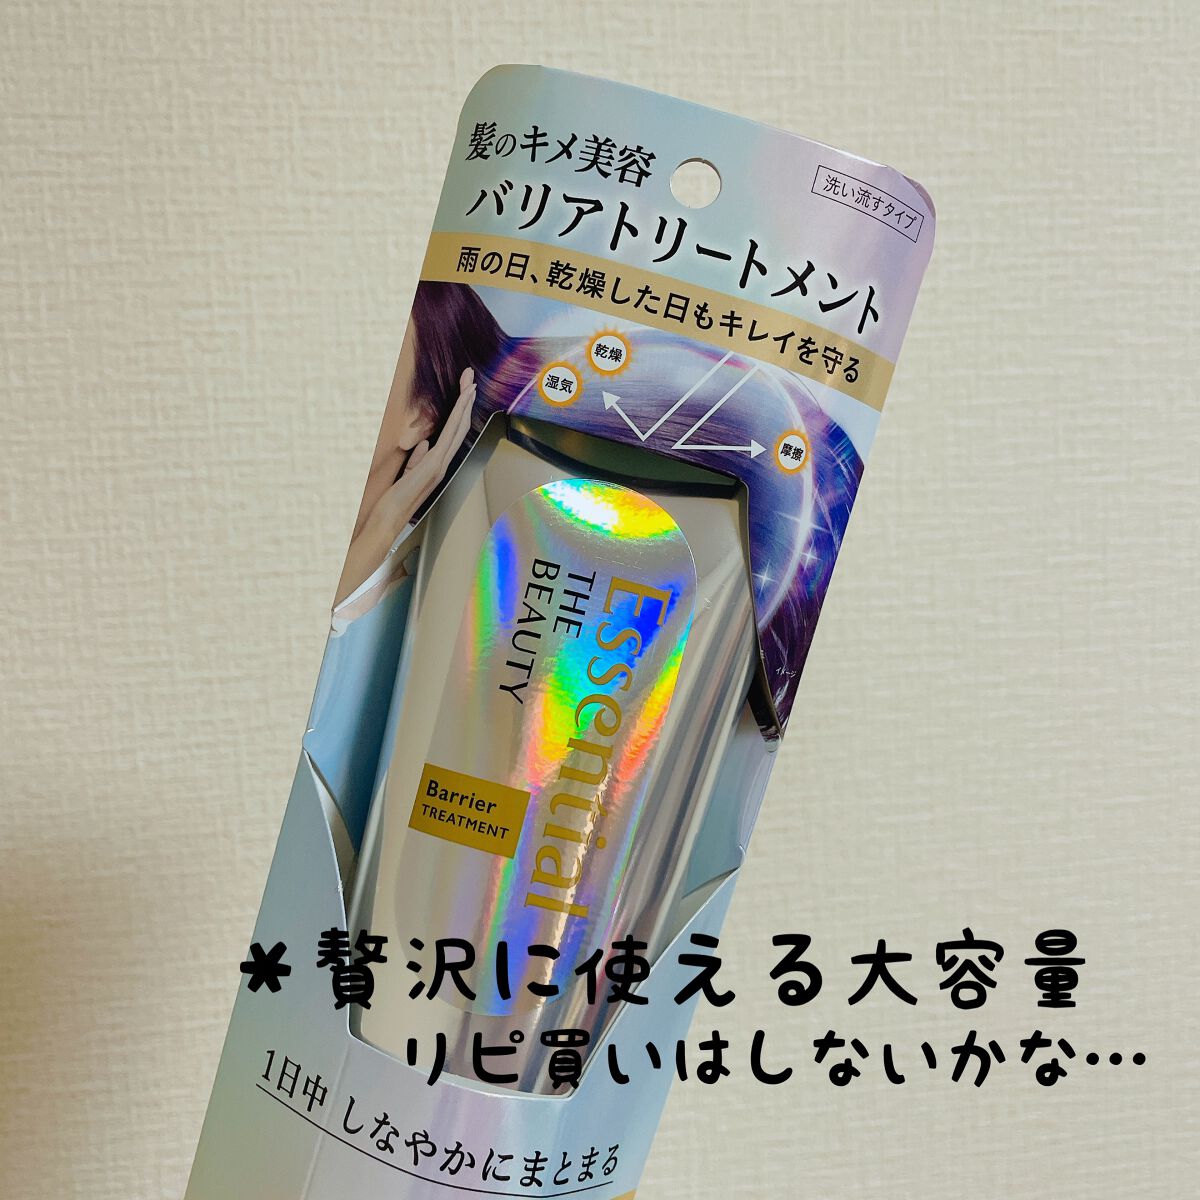 髪のキメ美容
洗い流すタイプ
バリアトリートメント
雨の日、乾燥した日もキレイを守る
乾燥
湿気
摩擦
イメージ
Essential
THE
BEAUTY
Barrier
TREATMENT
*贅沢に使える大容量
リピ買いはしないかな…
1日中 しなやかにまとまる